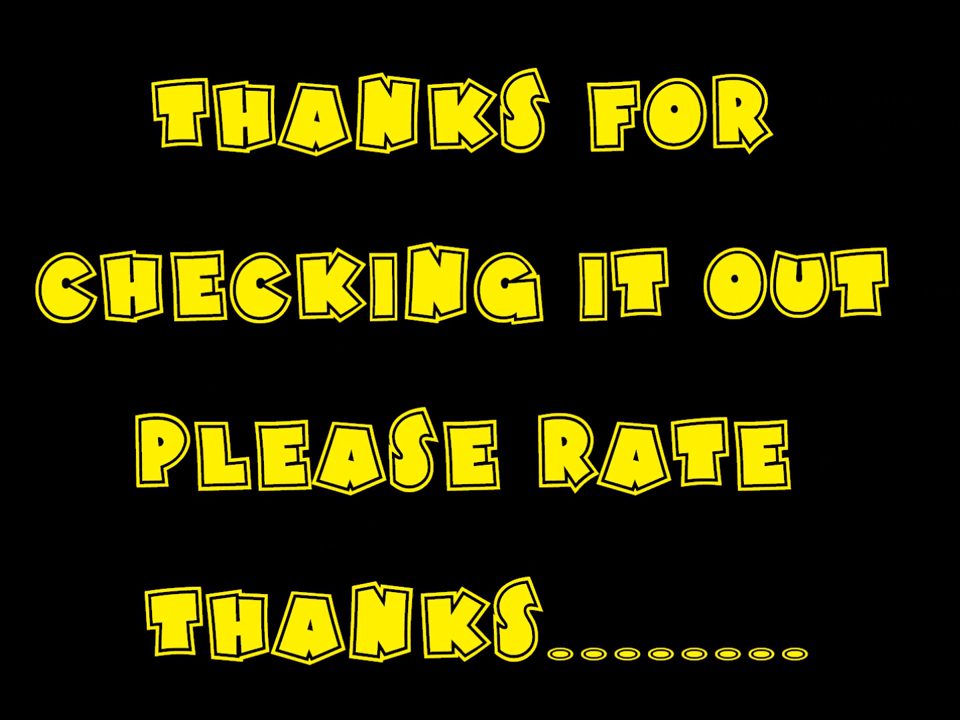 THANKS FOR
CHECKING IT OUT
PLEASE RATE
THANKS........